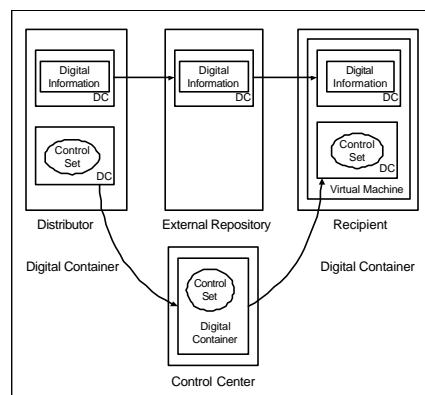 Digital
Information
DC
Control
Set
DC
Distributor
Digital
Information
DC
External Repository
Digital
Information
DC
Control
Set
DC
Virtual Machine
Recipient
Digital Container
Digital Container
Control
Set
Digital
Container
Control Center